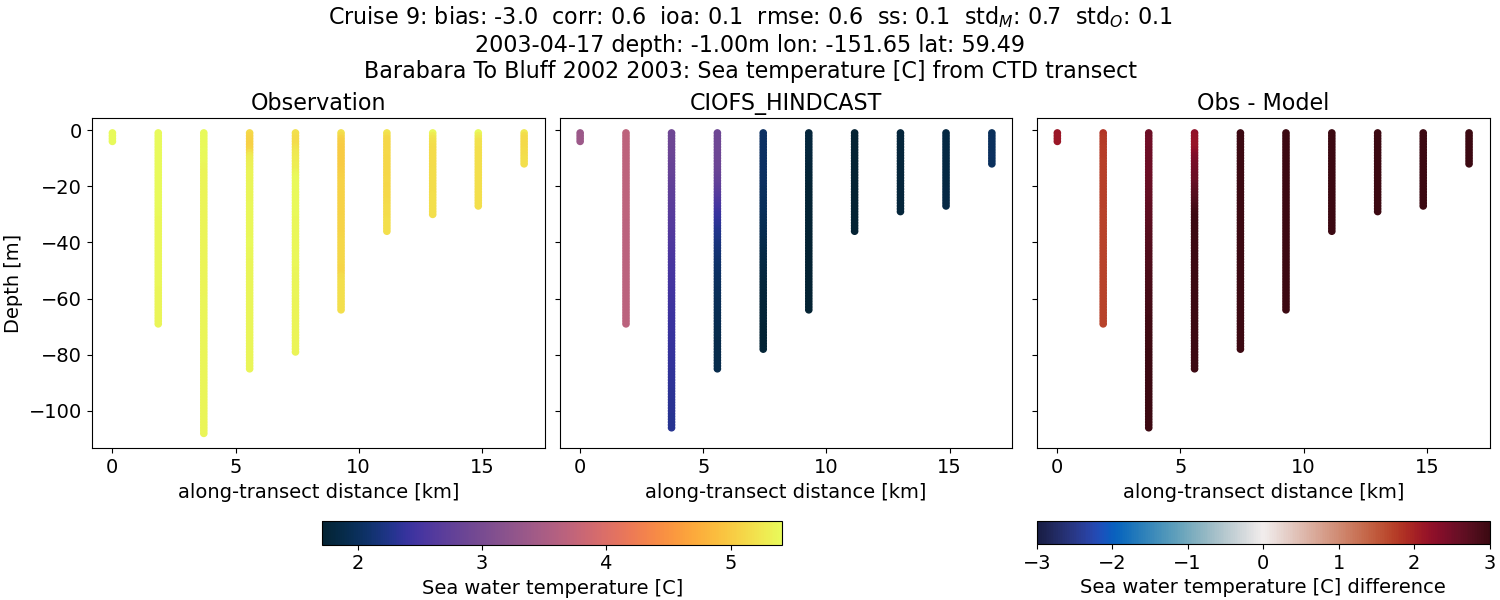 Cruise 9: bias: -3.0  corr: 0.6  ioa: 0.1  rmse: 0.6  ss: 0.1  std_M: 0.7  std_O: 0.1
2003-04-17 depth: -1.00m lon: -151.65 lat: 59.49
Barabara To Bluff 2002 2003: Sea temperature [C] from CTD transect
Observation
CIOFS_HINDCAST
Obs - Model
Depth [m]
0
−20
−40
−60
−80
−100
0 5 10 15
0 5 10 15
0 5 10 15
along-transect distance [km]
along-transect distance [km]
along-transect distance [km]
2 3 4 5
Sea water temperature [C]
−3 −2 −1 0 1 2 3
Sea water temperature [C] difference